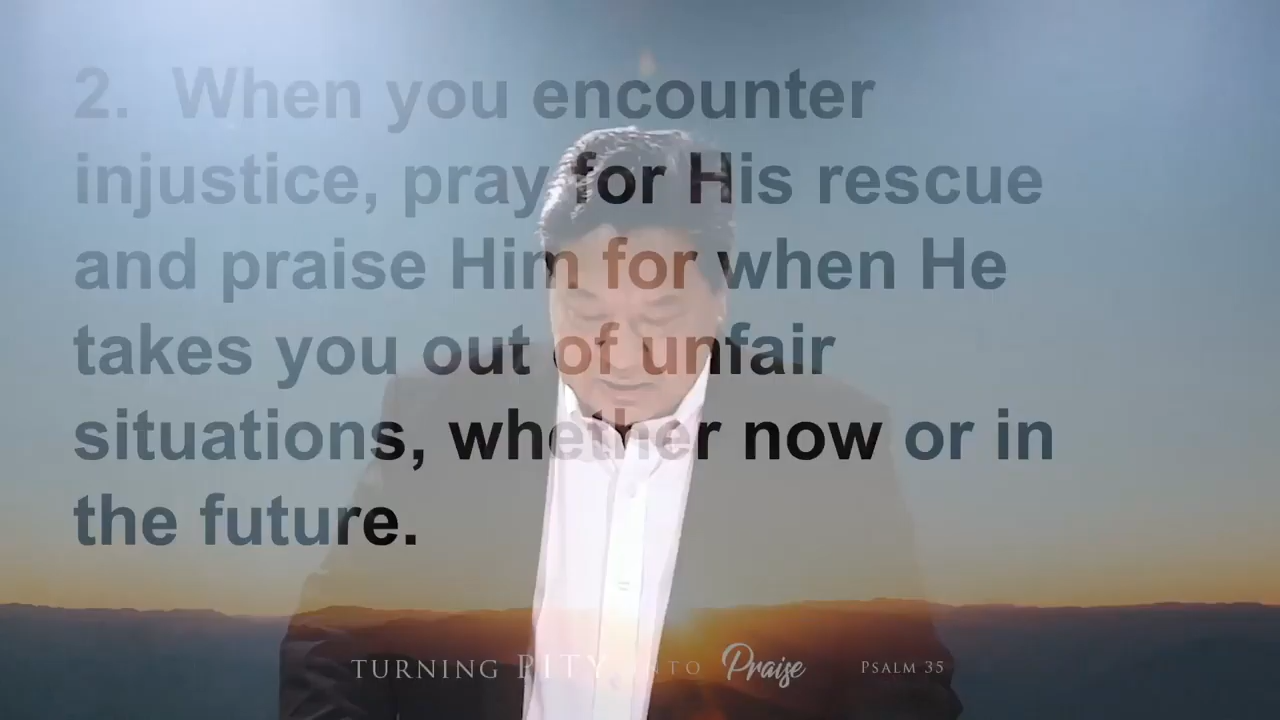 2. When you encounter
injustice, pray for His rescue
and praise Him for when He
takes you out of unfair
situations, whether now or in
the future.
TURNING PITY INTO Praise PSALM 35